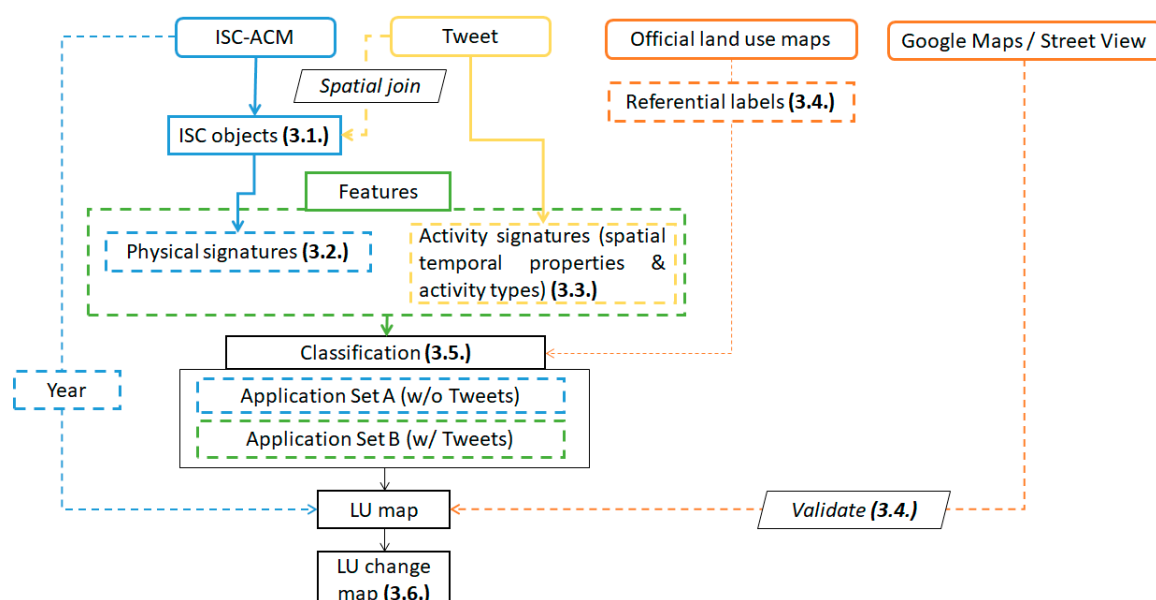 ISC-ACM
Tweet
Official land use maps
Google Maps / Street View
Spatial join
Referential labels (3.4.)
ISC objects (3.1.)
Features
Physical signatures (3.2.)
Activity signatures (spatial
temporal properties &
activity types) (3.3.)
Classification (3.5.)
Year
Application Set A (w/o Tweets)
Application Set B (w/ Tweets)
LU map
Validate (3.4.)
LU change
map (3.6.)